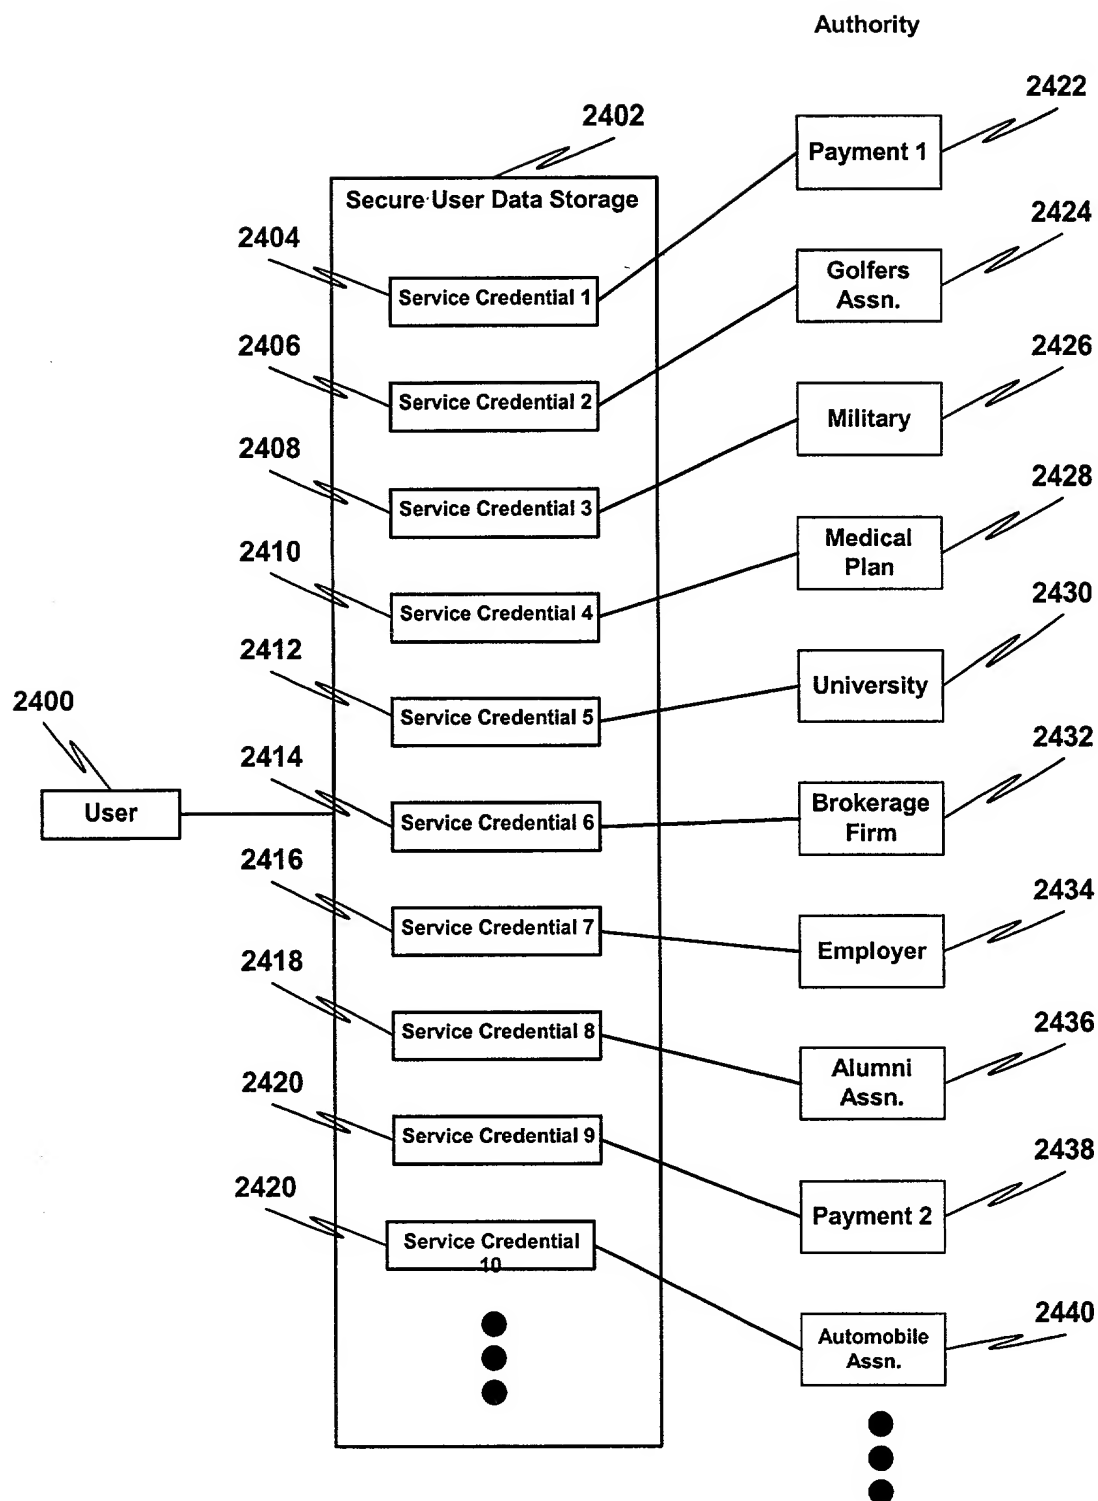 Authority
2422
2402
Payment 1
Secure User Data Storage
2424
2404
Golfers
Assn.
Service Credential 1
2406
2426
Service Credential 2
Military
2408
2428
Service Credential 3
Medical
Plan
2410
2430
Service Credential 4
2412
University
2400
Service Credential 5
2432
2414
User
Brokerage
Firm
Service Credential 6
2416
2434
Service Credential 7
Employer
2418
2436
Service Credential 8
Alumni
Assn.
2420
2438
Service Credential 9
2420
Payment 2
Service Credential
10
2440
Automobile
Assn.